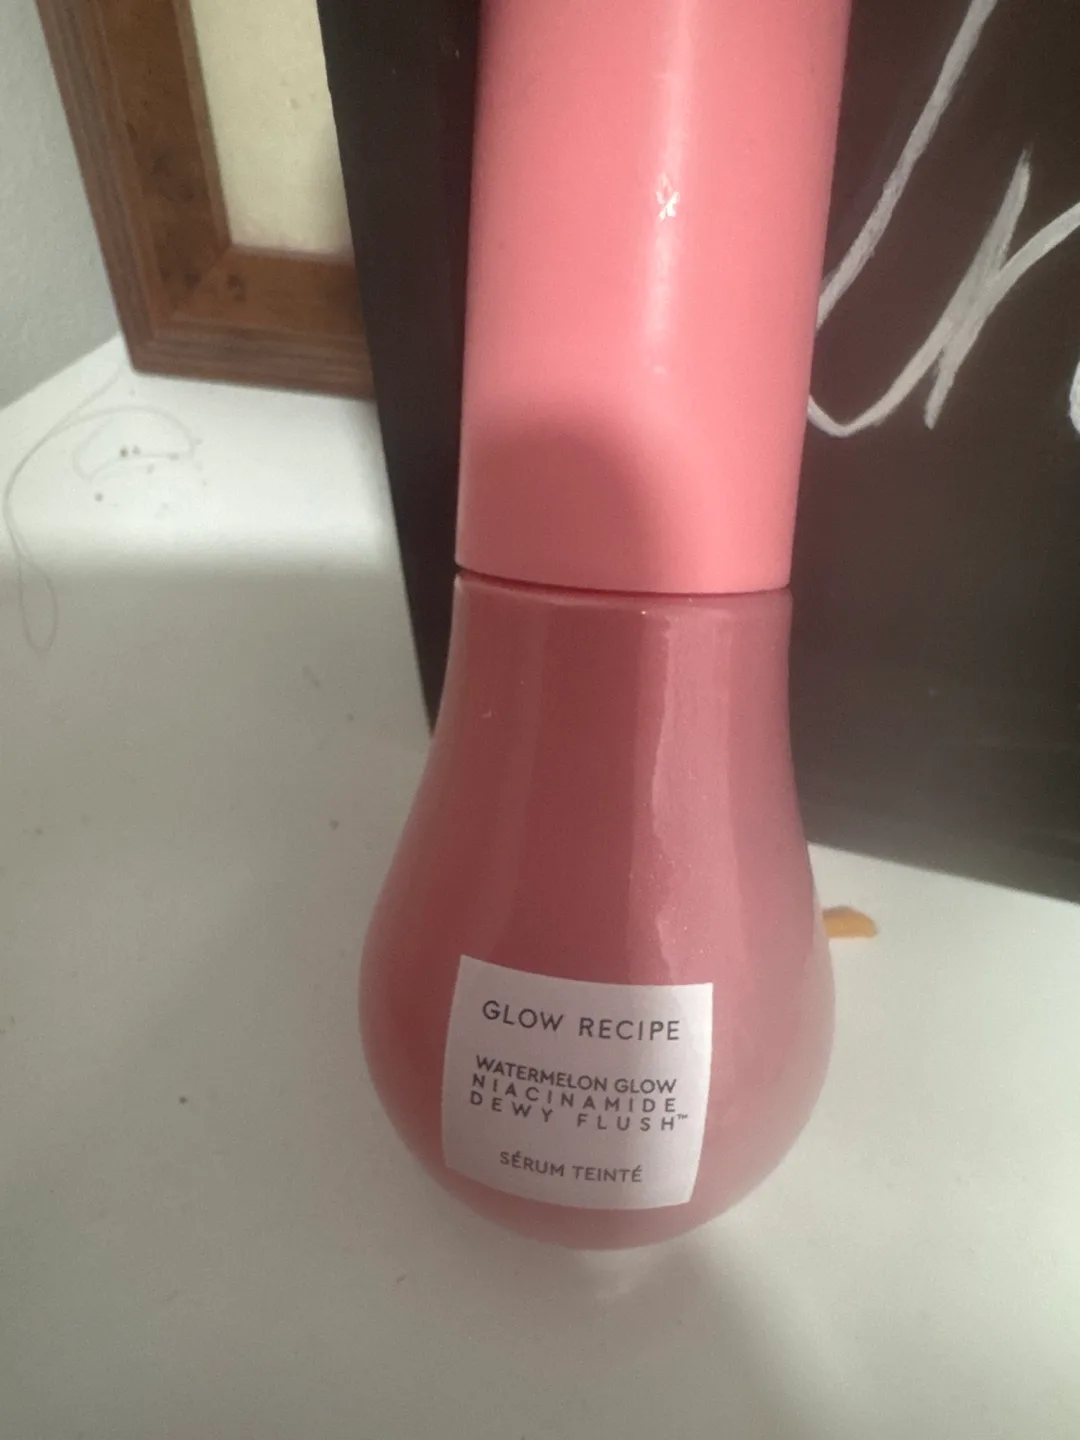 GLOW RECIPE
WATERMELON GLOW
NIACINAMIDE
DEWY FLUSH™
SÉRUM TEINTÉ